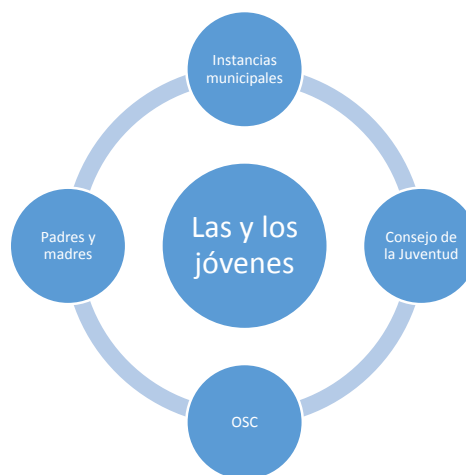 Instancias
municipales
Padres y
madres
Las y los
jóvenes
Consejo de
la Juventud
OSC